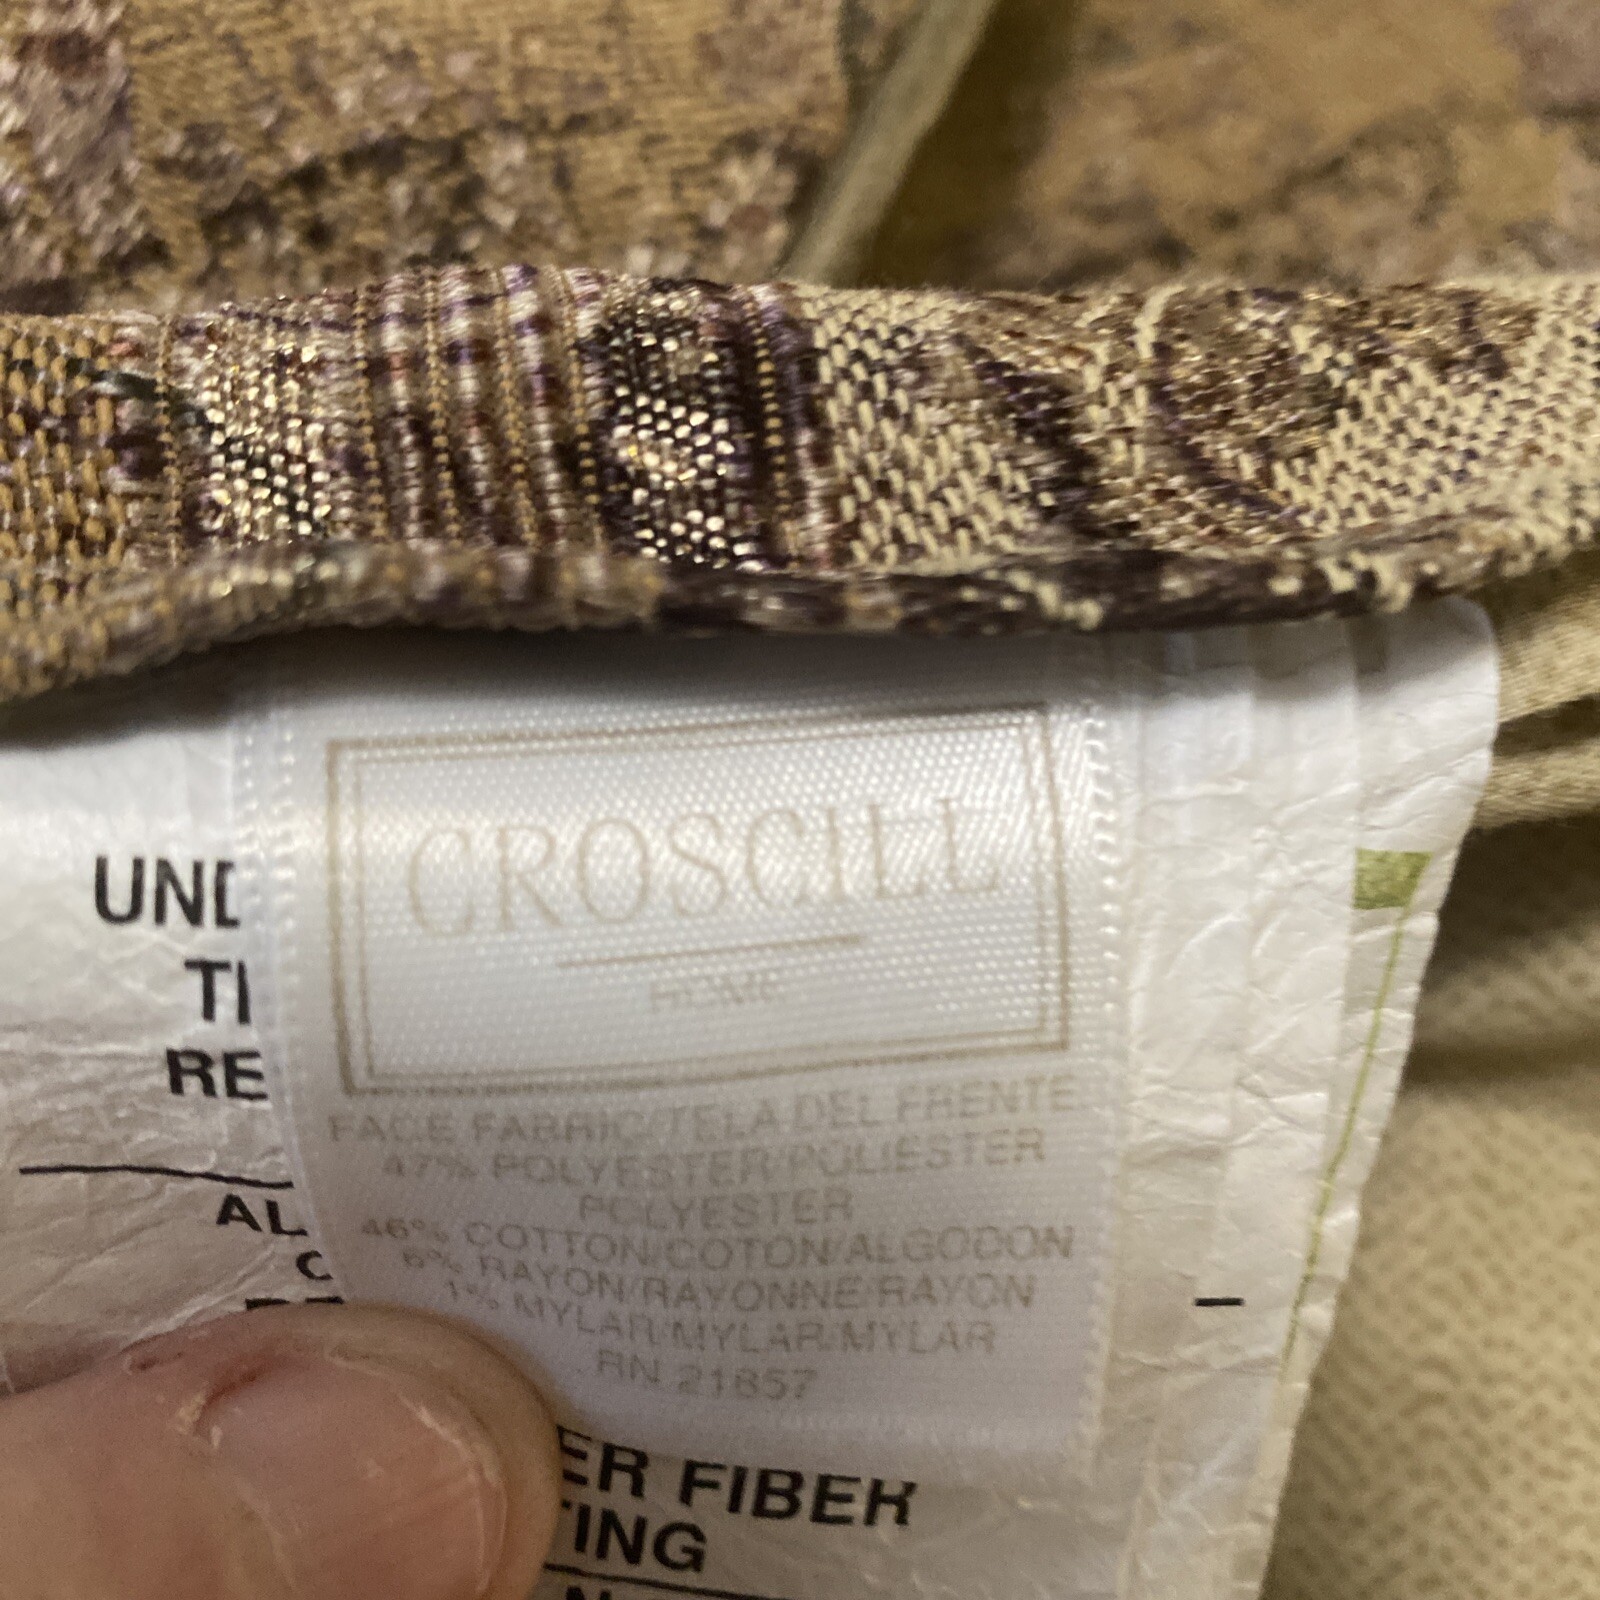 CROSCILL
HOME
FACE FABRIC/TELA DEL FRENTE
47% POLYESTER/POLIESTER
POLYESTER
46% COTTON/COTON/ALGODON
6% RAYON/RAYONNE/RAYON
1% MYLAR/MYLAR/MYLAR
RN 21857
UND
TI
RE
AL
ER FIBER
TING